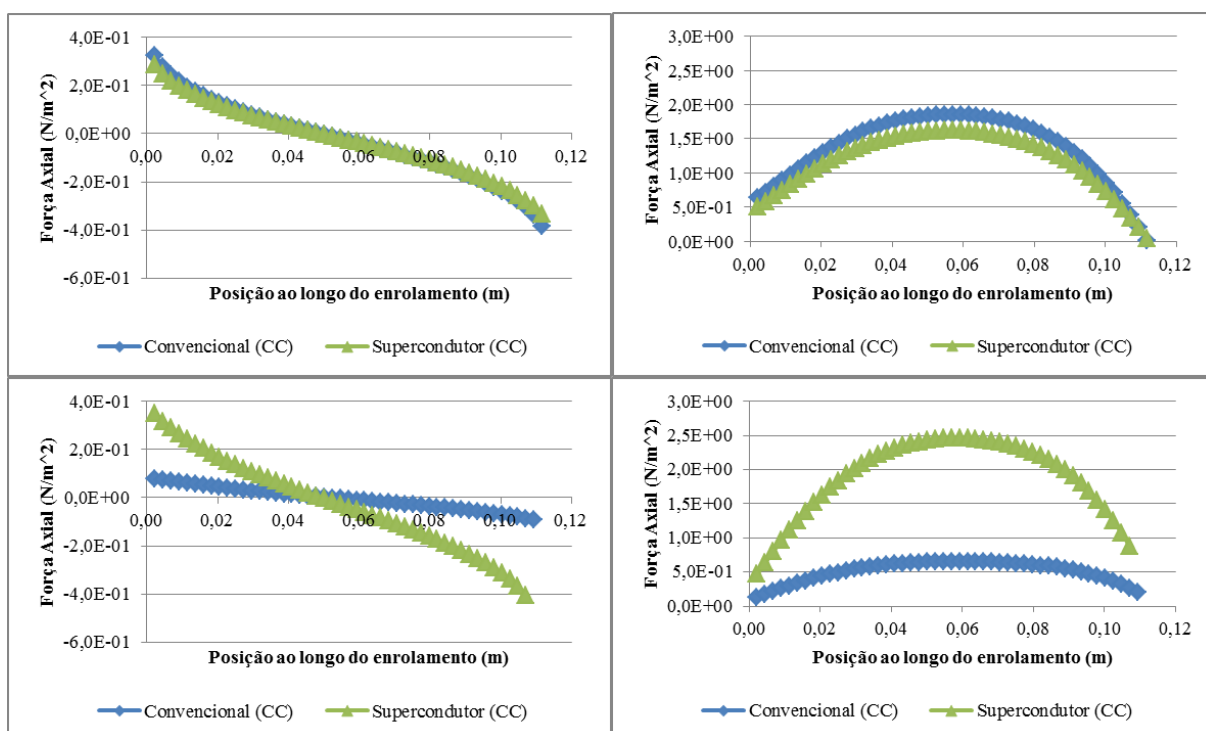 4,0E-01
2,0E-01
0,0E+00
-2,0E-01
-4,0E-01
-6,0E-01
0,00 0,02 0,04 0,06 0,08 0,10 0,12
Força Axial (N/m^2)
Posição ao longo do enrolamento (m)
Convencional (CC) Supercondutor (CC)
3,0E+00
2,5E+00
2,0E+00
1,5E+00
1,0E+00
5,0E-01
0,0E+00
0,00 0,02 0,04 0,06 0,08 0,10 0,12
Força Axial (N/m^2)
Posição ao longo do enrolamento (m)
Convencional (CC) Supercondutor (CC)
4,0E-01
2,0E-01
0,0E+00
-2,0E-01
-4,0E-01
-6,0E-01
0,00 0,02 0,04 0,06 0,08 0,10 0,12
Força Axial (N/m^2)
Posição ao longo do enrolamento (m)
Convencional (CC) Supercondutor (CC)
3,0E+00
2,5E+00
2,0E+00
1,5E+00
1,0E+00
5,0E-01
0,0E+00
0,00 0,02 0,04 0,06 0,08 0,10 0,12
Força Axial (N/m^2)
Posição ao longo do enrolamento (m)
Convencional (CC) Supercondutor (CC)